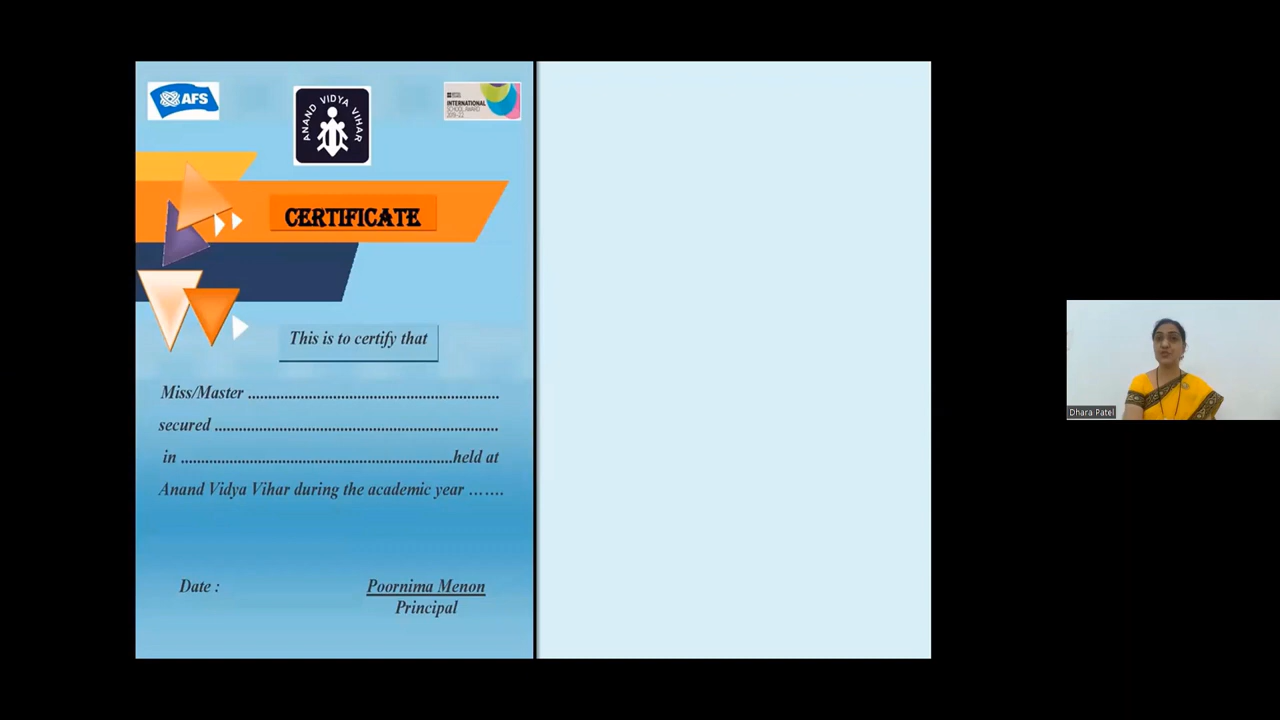 AFS
ANAND VIDYA VIHAR
INTERNATIONAL
SCHOOL AWARD
CERTIFICATE
This is to certify that
Miss/Master ..............................................................
secured ......................................................................
in ...................................................................held at
Anand Vidya Vihar during the academic year .......
Date :
Poornima Menon
Principal
Dhara Patel